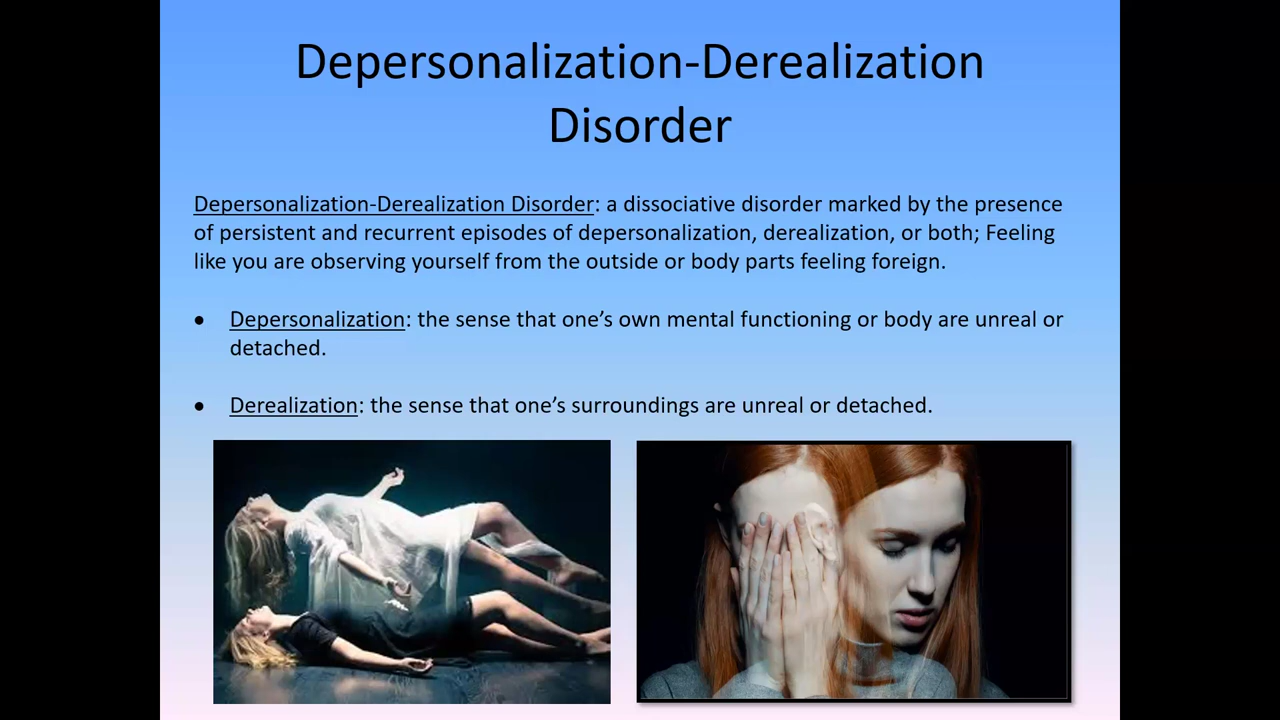 Depersonalization-Derealization
Disorder
Depersonalization-Derealization Disorder: a dissociative disorder marked by the presence
of persistent and recurrent episodes of depersonalization, derealization, or both; Feeling
like you are observing yourself from the outside or body parts feeling foreign.
• Depersonalization: the sense that one’s own mental functioning or body are unreal or
detached.
• Derealization: the sense that one’s surroundings are unreal or detached.